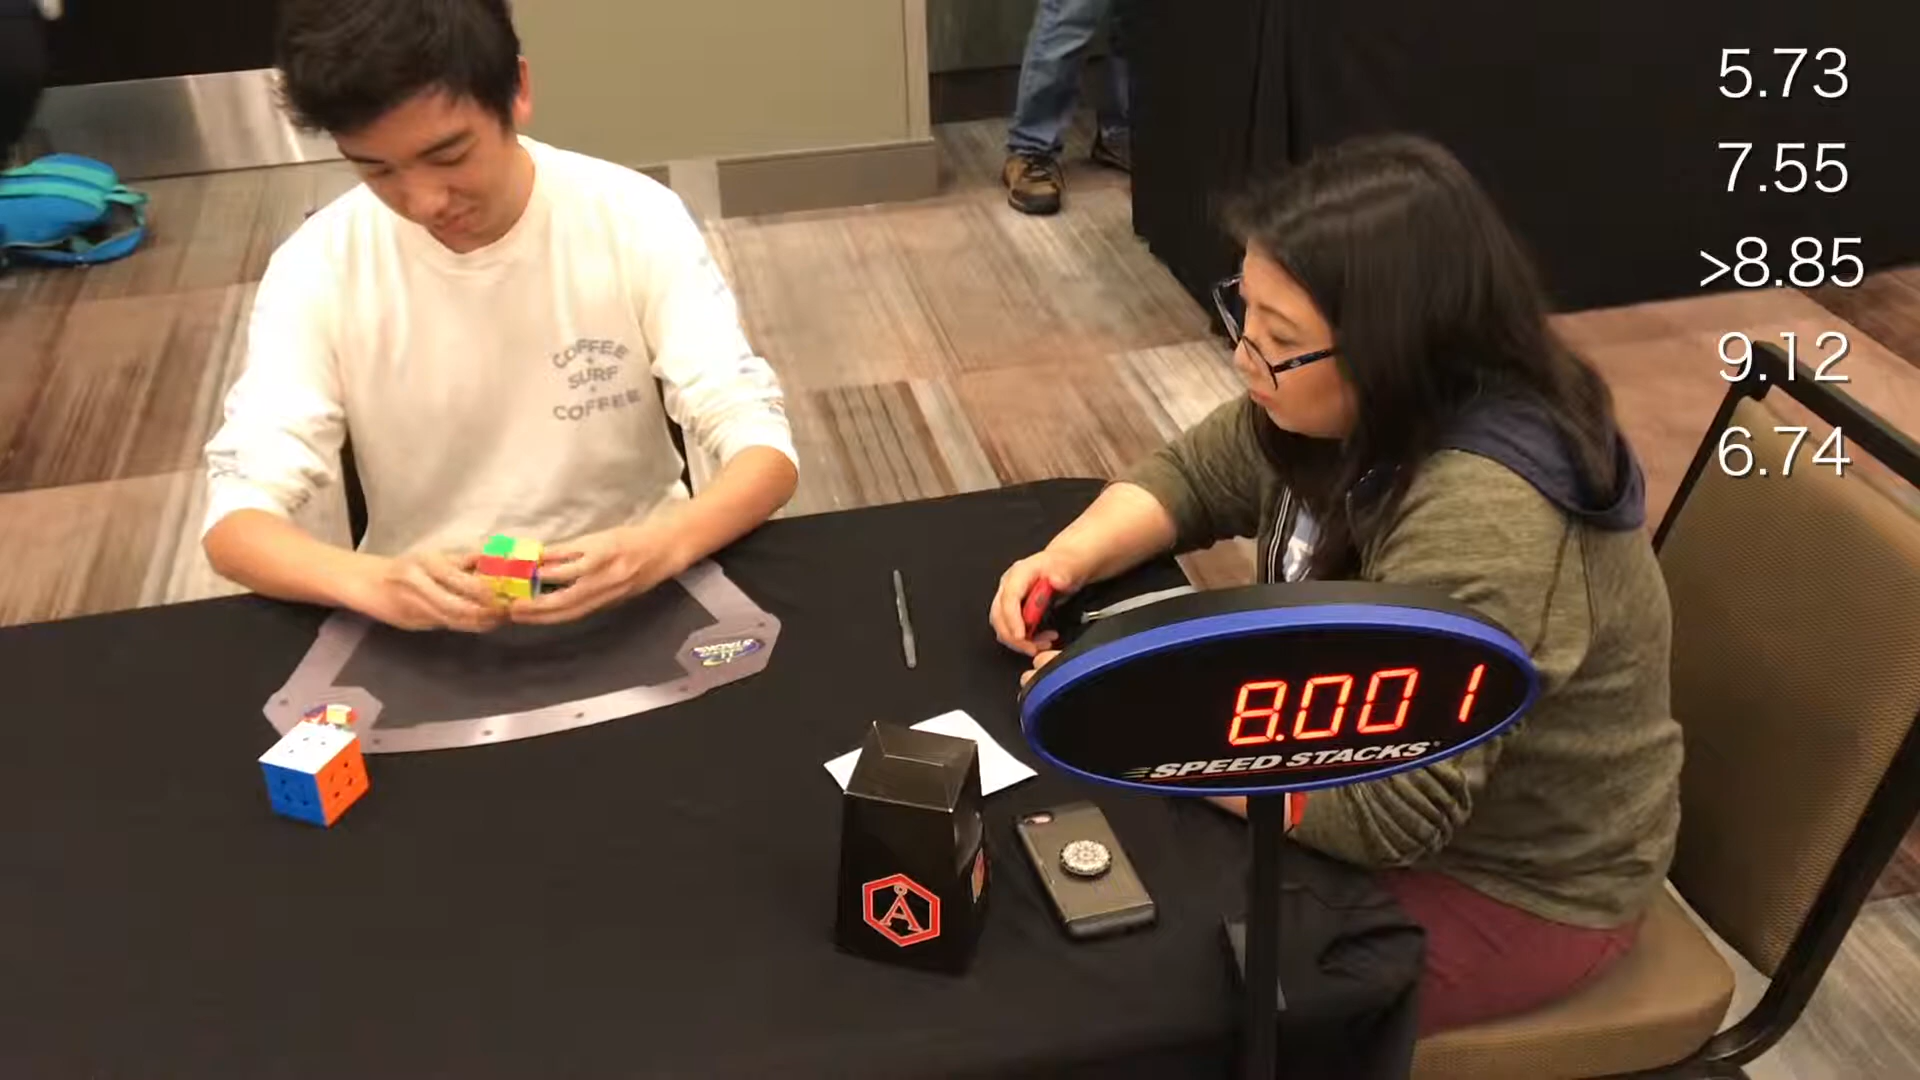 5.73
7.55
>8.85
9.12
6.74
COFFEE
+
SURF
+
COFFEE
8.001
SPEED STACKS